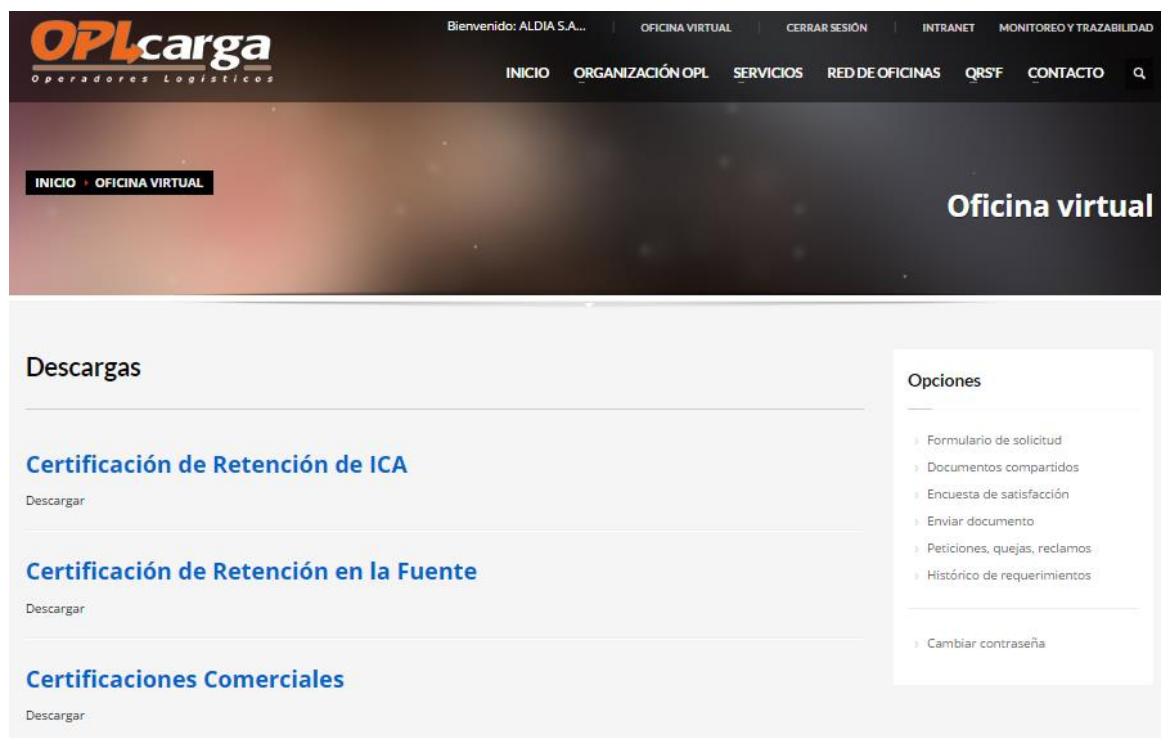 OPLcarga
Operadores Logísticos
Bienvenido: ALDIA S.A...
OFICINA VIRTUAL
CERRAR SESIÓN
INTRANET
MONITOREO Y TRAZABILIDAD
INICIO
ORGANIZACIÓN OPL
SERVICIOS
RED DE OFICINAS
QRS'F
CONTACTO
INICIO
OFICINA VIRTUAL
Oficina virtual
Descargas
Certificación de Retención de ICA
Descargar
Certificación de Retención en la Fuente
Descargar
Certificaciones Comerciales
Descargar
Opciones
Formulario de solicitud
Documentos compartidos
Encuesta de satisfacción
Enviar documento
Peticiones, quejas, reclamos
Histórico de requerimientos
Cambiar contraseña